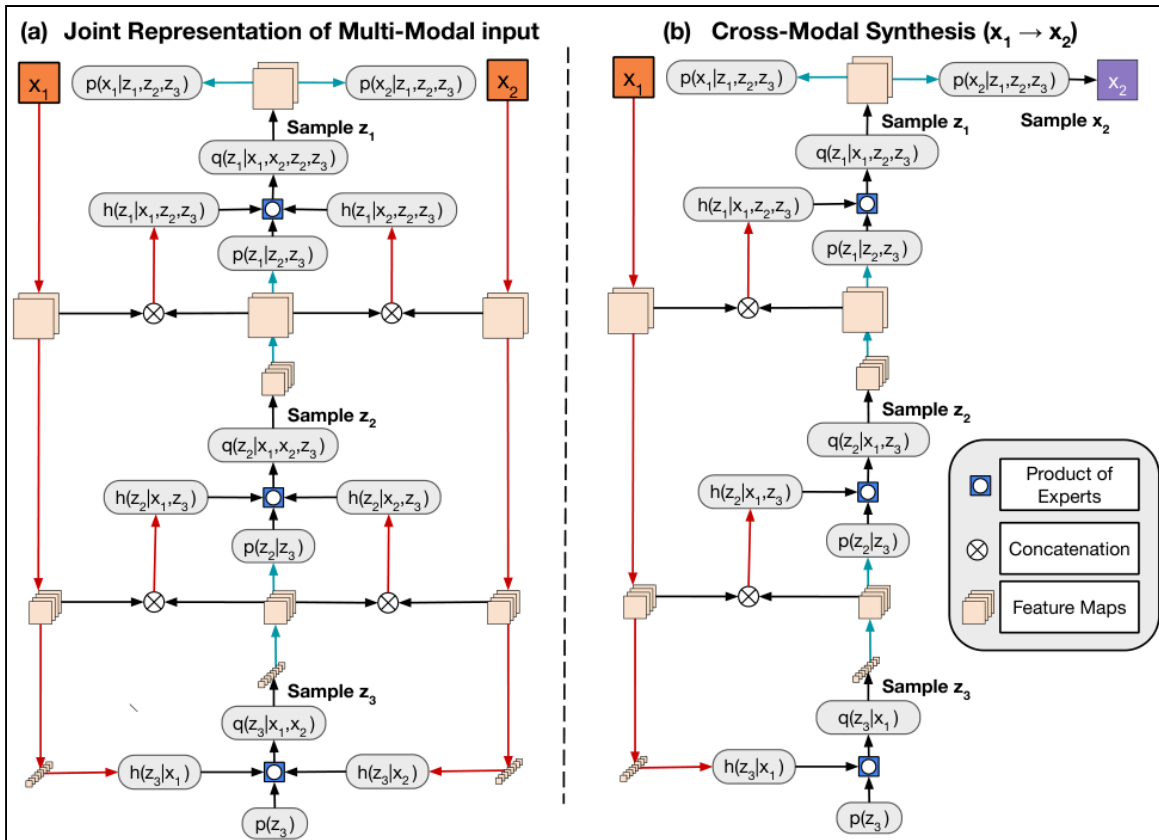 (a) Joint Representation of Multi-Modal input
x₁
p(x₁|z₁,z₂,z₃)
p(x₂|z₁,z₂,z₃)
x₂
Sample z₁
q(z₁|x₁,x₂,z₂,z₃)
h(z₁|x₁,z₂,z₃)
h(z₁|x₂,z₂,z₃)
p(z₁|z₂,z₃)
Sample z₂
q(z₂|x₁,x₂,z₃)
h(z₂|x₁,z₃)
h(z₂|x₂,z₃)
p(z₂|z₃)
Sample z₃
q(z₃|x₁,x₂)
h(z₃|x₁)
h(z₃|x₂)
p(z₃)
(b) Cross-Modal Synthesis (x₁ → x₂)
x₁
p(x₁|z₁,z₂,z₃)
p(x₂|z₁,z₂,z₃)
x₂
Sample z₁
Sample x₂
q(z₁|x₁,z₂,z₃)
h(z₁|x₁,z₂,z₃)
p(z₁|z₂,z₃)
Sample z₂
q(z₂|x₁,z₃)
h(z₂|x₁,z₃)
p(z₂|z₃)
Sample z₃
q(z₃|x₁)
h(z₃|x₁)
p(z₃)
Product of
Experts
Concatenation
Feature Maps